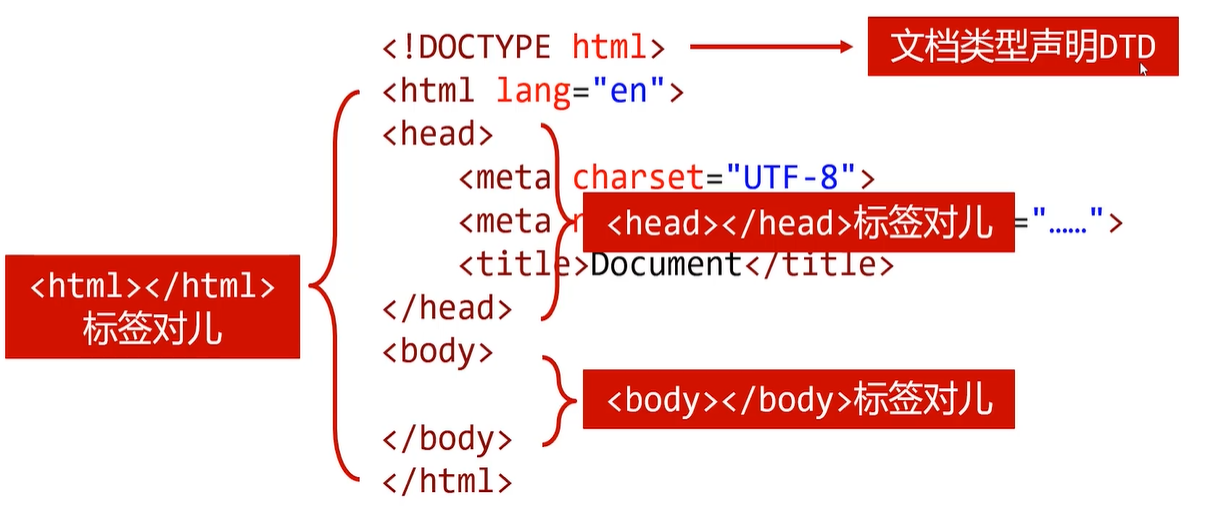 <!DOCTYPE html>
文档类型声明DTD
<html lang="en">
<head>
<meta charset="UTF-8">
<meta
<head></head>标签对儿
="……">
<title>Document</title>
<html></html>
标签对儿
</head>
<body>
<body></body>标签对儿
</body>
</html>